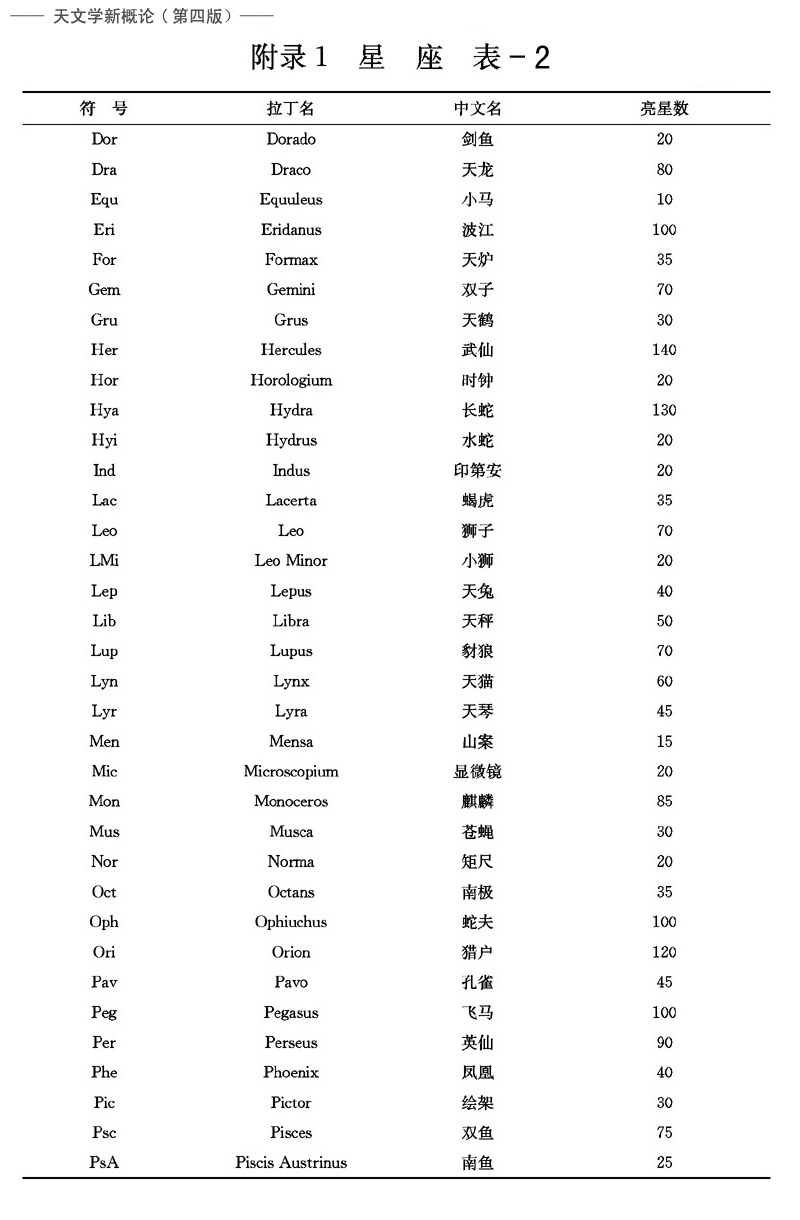 —— 天文学新概论（第四版）——
附录1 星 座 表-2
符 号 拉丁名 中文名 亮星数
Dor Dorado 剑鱼 20
Dra Draco 天龙 80
Equ Equuleus 小马 10
Eri Eridanus 波江 100
For Formax 天炉 35
Gem Gemini 双子 70
Gru Grus 天鹤 30
Her Hercules 武仙 140
Hor Horologium 时钟 20
Hya Hydra 长蛇 130
Hyi Hydrus 水蛇 20
Ind Indus 印第安 20
Lac Lacerta 蝎虎 35
Leo Leo 狮子 70
LMi Leo Minor 小狮 20
Lep Lepus 天兔 40
Lib Libra 天秤 50
Lup Lupus 豺狼 70
Lyn Lynx 天猫 60
Lyr Lyra 天琴 45
Men Mensa 山案 15
Mic Microscopium 显微镜 20
Mon Monoceros 麒麟 85
Mus Musca 苍蝇 30
Nor Norma 矩尺 20
Oct Octans 南极 35
Oph Ophiuchus 蛇夫 100
Ori Orion 猎户 120
Pav Pavo 孔雀 45
Peg Pegasus 飞马 100
Per Perseus 英仙 90
Phe Phoenix 凤凰 40
Pic Pictor 绘架 30
Psc Pisces 双鱼 75
PsA Piscis Austrinus 南鱼 25